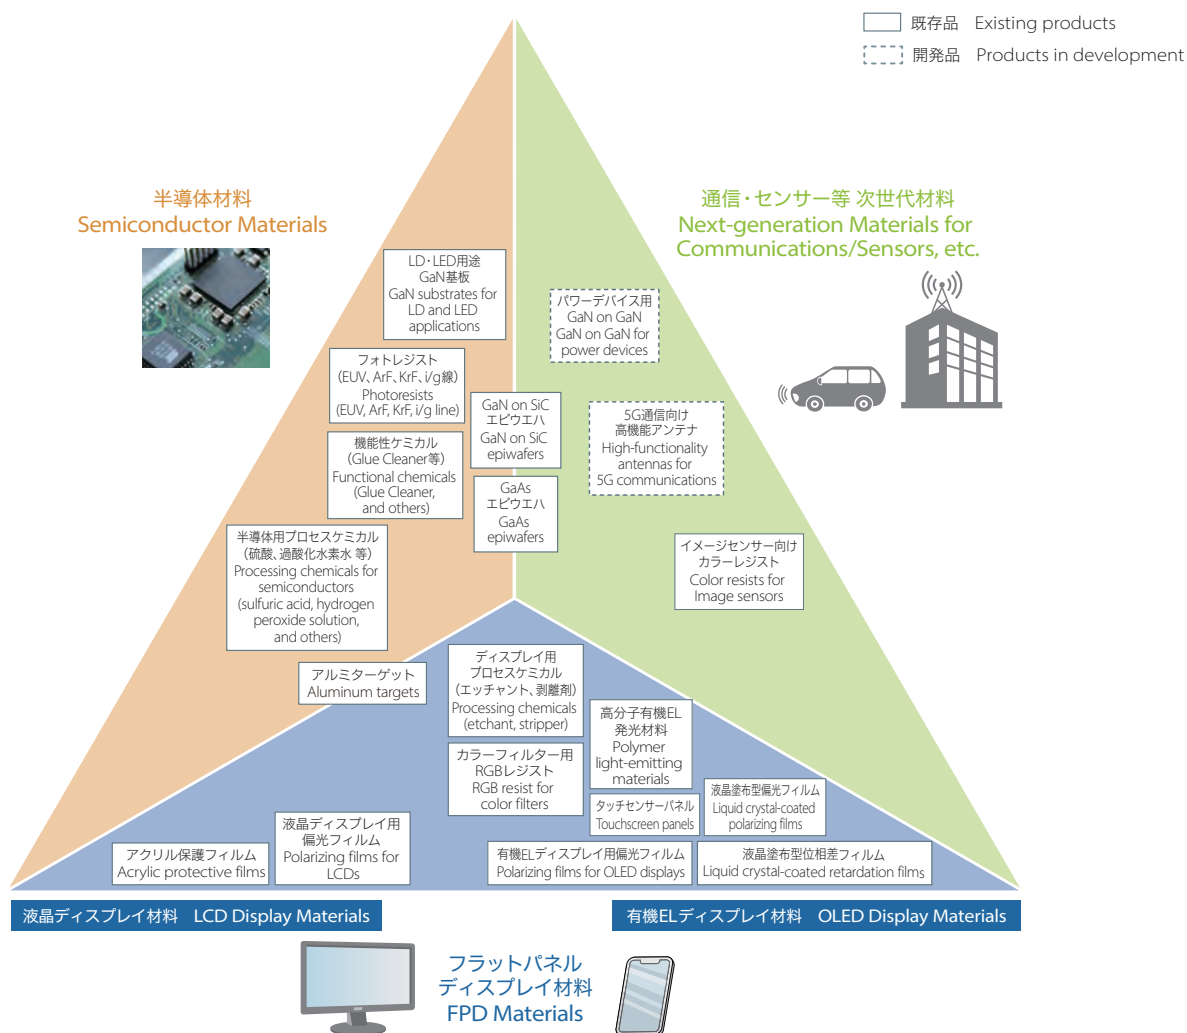 既存品 Existing products
開発品 Products in development
半導体材料
Semiconductor Materials
通信・センサー等 次世代材料
Next-generation Materials for
Communications/Sensors, etc.
LD・LED用途
GaN基板
GaN substrates for
LD and LED
applications
パワーデバイス用
GaN on GaN
GaN on GaN for
power devices
フォトレジスト
(EUV、ArF、KrF、i/g線)
Photoresists
(EUV, ArF, KrF, i/g line)
GaN on SiC
エピウエハ
GaN on SiC
epiwafers
5G通信向け
高機能アンテナ
High-functionality
antennas for
5G communications
機能性ケミカル
(Glue Cleaner等)
Functional chemicals
(Glue Cleaner,
and others)
GaAs
エピウエハ
GaAs
epiwafers
半導体用プロセスケミカル
(硫酸、過酸化水素水 等)
Processing chemicals for
semiconductors
(sulfuric acid, hydrogen
peroxide solution,
and others)
イメージセンサー向け
カラーレジスト
Color resists for
Image sensors
アルミターゲット
Aluminum targets
ディスプレイ用
プロセスケミカル
(エッチャント、剥離剤)
Processing chemicals
(etchant, stripper)
高分子有機EL
発光材料
Polymer
light-emitting
materials
カラーフィルター用
RGBレジスト
RGB resist for
color filters
タッチセンサーパネル
Touchscreen panels
液晶塗布型偏光フィルム
Liquid crystal-coated
polarizing films
アクリル保護フィルム
Acrylic protective films
液晶ディスプレイ用
偏光フィルム
Polarizing films for
LCDs
有機ELディスプレイ用偏光フィルム
Polarizing films for OLED displays
液晶塗布型位相差フィルム
Liquid crystal-coated retardation films
液晶ディスプレイ材料 LCD Display Materials
有機ELディスプレイ材料 OLED Display Materials
フラットパネル
ディスプレイ材料
FPD Materials